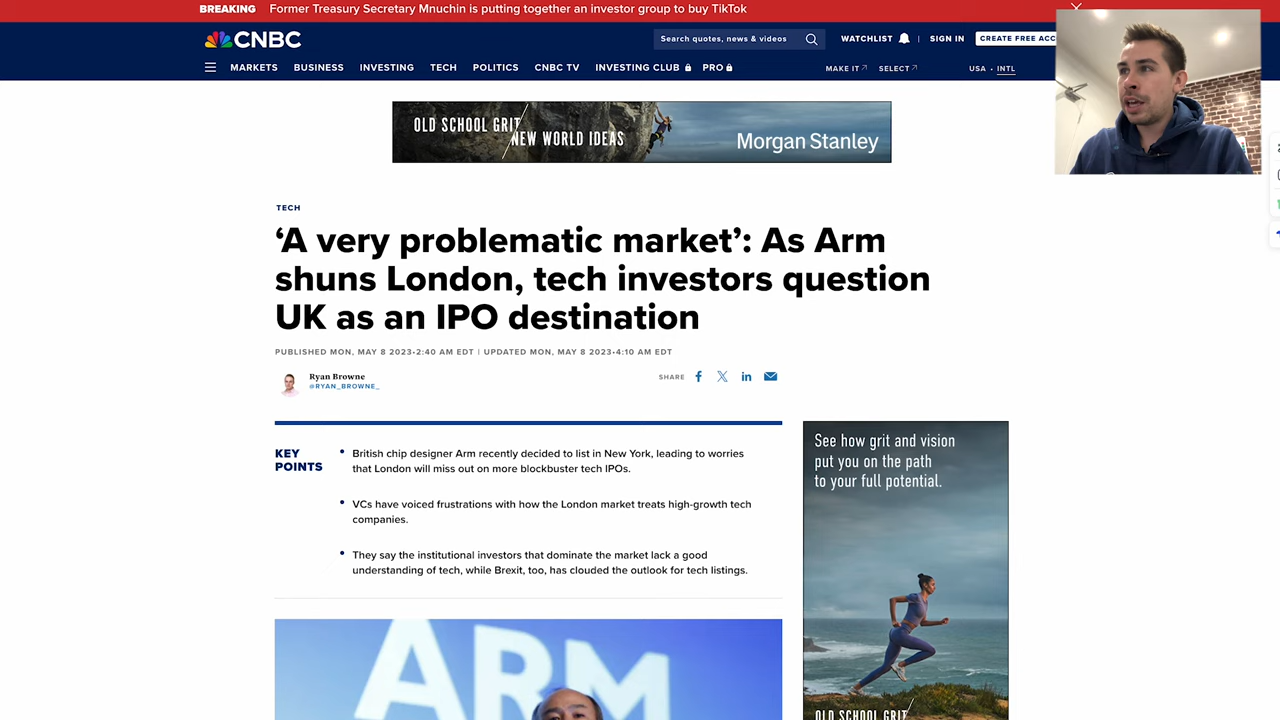 BREAKING Former Treasury Secretary Mnuchin is putting together an investor group to buy TikTok
CNBC
Search quotes, news & videos
WATCHLIST
SIGN IN
CREATE FREE ACC
MARKETS BUSINESS INVESTING TECH POLITICS CNBC TV INVESTING CLUB PRO
MAKE IT SELECT
USA • INTL
OLD SCHOOL GRIT
NEW WORLD IDEAS
Morgan Stanley
TECH
‘A very problematic market’: As Arm
shuns London, tech investors question
UK as an IPO destination
PUBLISHED MON, MAY 8 2023•2:40 AM EDT | UPDATED MON, MAY 8 2023•4:10 AM EDT
Ryan Browne
@RYAN_BROWNE_
SHARE
KEY
POINTS
• British chip designer Arm recently decided to list in New York, leading to worries
that London will miss out on more blockbuster tech IPOs.
• VCs have voiced frustrations with how the London market treats high-growth tech
companies.
• They say the institutional investors that dominate the market lack a good
understanding of tech, while Brexit, too, has clouded the outlook for tech listings.
ARM
See how grit and vision
put you on the path
to your full potential.
OLD SCHOOL GRIT